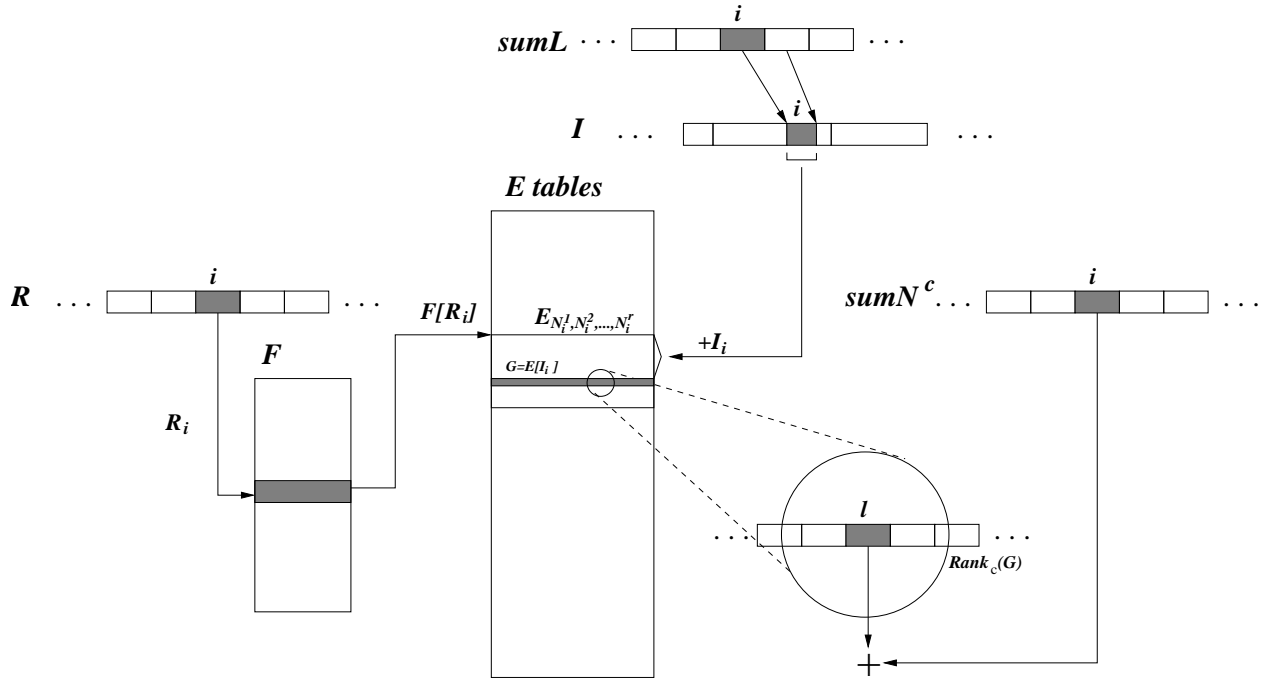 i
sumL . . . . . .
i
I . . . . . .
E tables
i
R . . . . . .
F[R_i]
E_{N_i^1,N_i^2,...,N_i^r}
+I_i
i
sumN^c . . . . . .
F
G=E[I_i ]
R_i
l
. . . . . .
Rank_c(G)
+